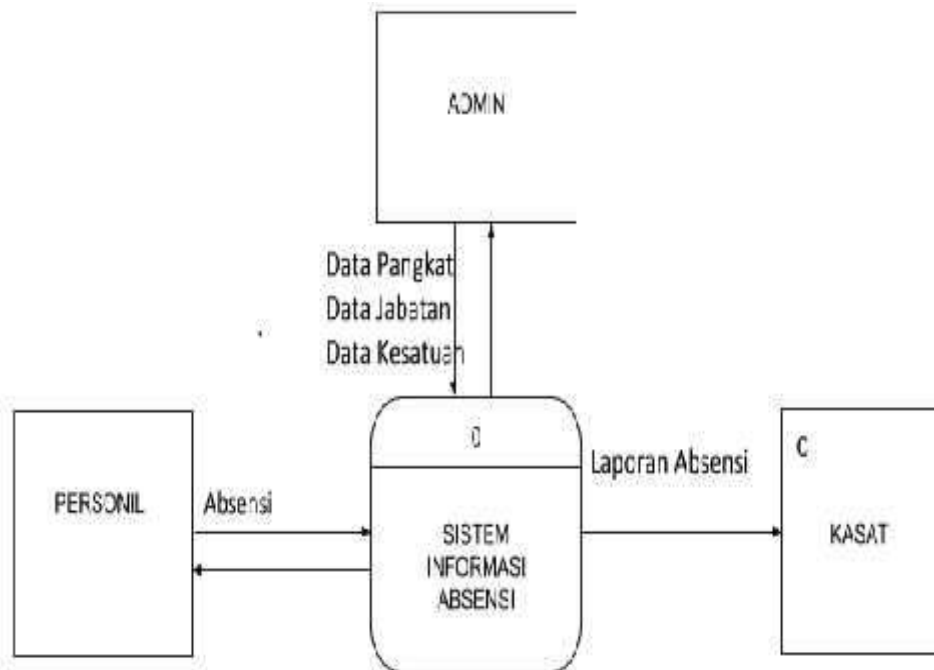 ADMIN
Data Pangkat
Data Jabatan
Data Kesatuan
0
Laporan Absensi
C
PERSONIL
Absensi
SISTEM
INFORMASI
ABSENSI
KASAT